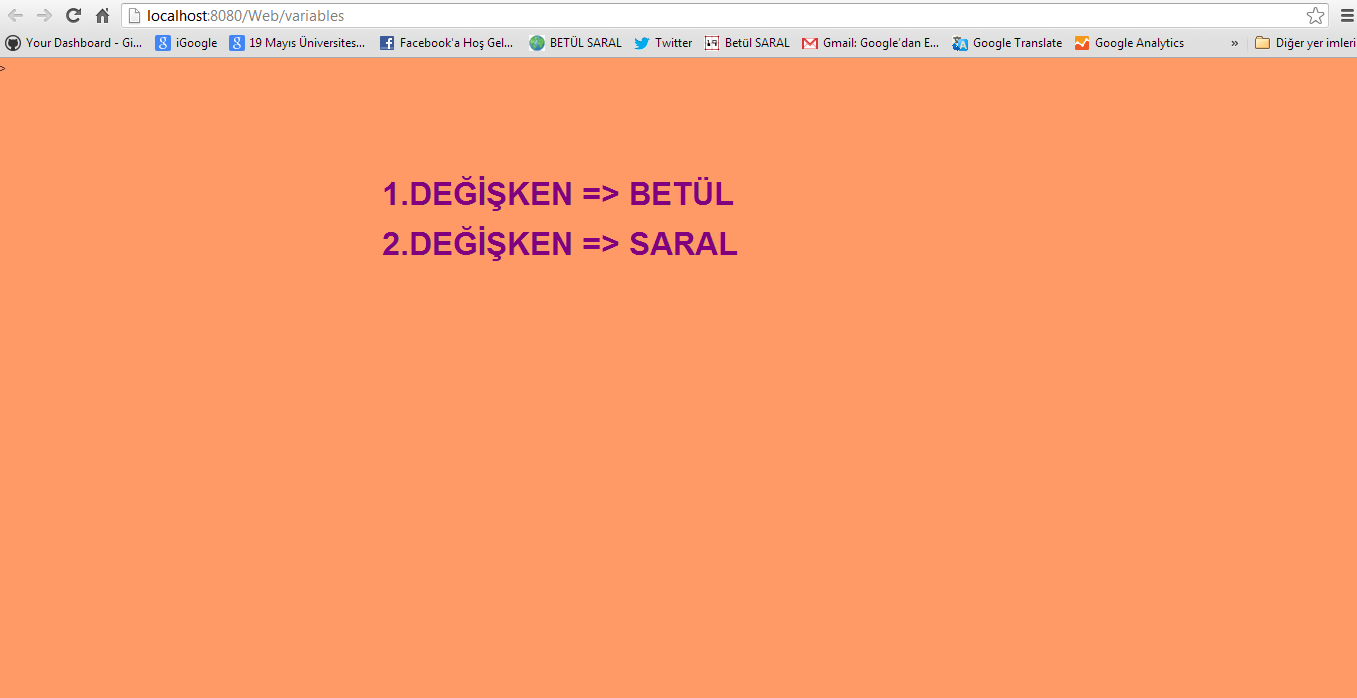 localhost:8080/Web/variables
Your Dashboard - Gi... iGoogle 19 Mayıs Üniversites... Facebook'a Hoş Gel... BETÜL SARAL Twitter Betül SARAL Gmail: Google'dan E... Google Translate Google Analytics » Diğer yer imleri
>
1.DEĞİŞKEN => BETÜL
2.DEĞİŞKEN => SARAL